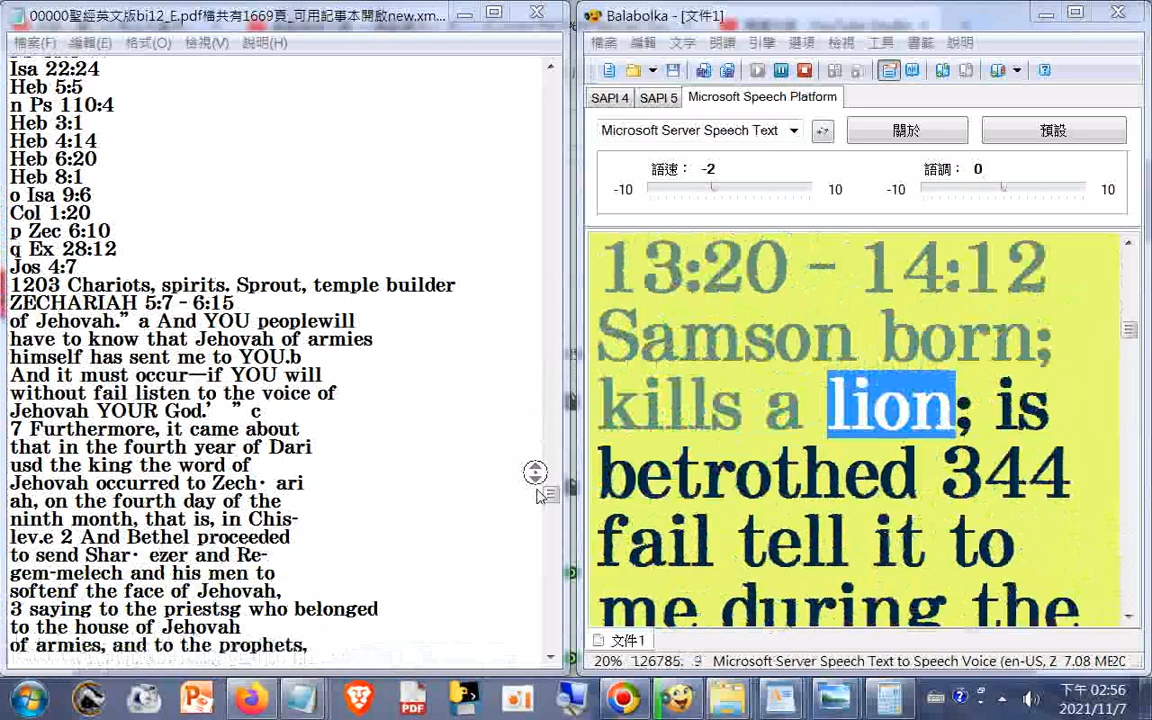 00000聖經英文版bi12_E.pdf檔共有1669頁_可用記事本開啟new.xm...
檔案(F) 編輯(E) 格式(O) 檢視(V) 說明(H)
Isa 22:24
Heb 5:5
n Ps 110:4
Heb 3:1
Heb 4:14
Heb 6:20
Heb 8:1
o Isa 9:6
Col 1:20
p Zec 6:10
q Ex 28:12
Jos 4:7
1203 Chariots, spirits. Sprout, temple builder
ZECHARIAH 5:7–6:15
of Jehovah.” a And YOU peoplewill
have to know that Jehovah of armies
himself has sent me to YOU.b
And it must occur—if YOU will
without fail listen to the voice of
Jehovah YOUR God.’ ” c
7 Furthermore, it came about
that in the fourth year of Dari
usd the king the word of
Jehovah occurred to Zech· ari
ah, on the fourth day of the
ninth month, that is, in Chis-
lev.e 2 And Bethel proceeded
to send Shar· ezer and Re-
gem-melech and his men to
softenf the face of Jehovah,
3 saying to the priestsg who belonged
to the house of Jehovah
of armies, and to the prophets,
Balabolka - [文件1]
檔案 編輯 文字 朗讀 引擎 選項 檢視 工具 書籤 說明
SAPI 4 SAPI 5 Microsoft Speech Platform
Microsoft Server Speech Text 關於 預設
語速： -2 語調： 0
-10 10 -10 10
13:20 – 14:12
Samson born;
kills a lion; is
betrothed 344
fail tell it to
me during the
文件1
20% 126785. Microsoft Server Speech Text to Speech Voice (en-US, Z 7.08 ME20
PDF
下午 02:56
2021/11/7